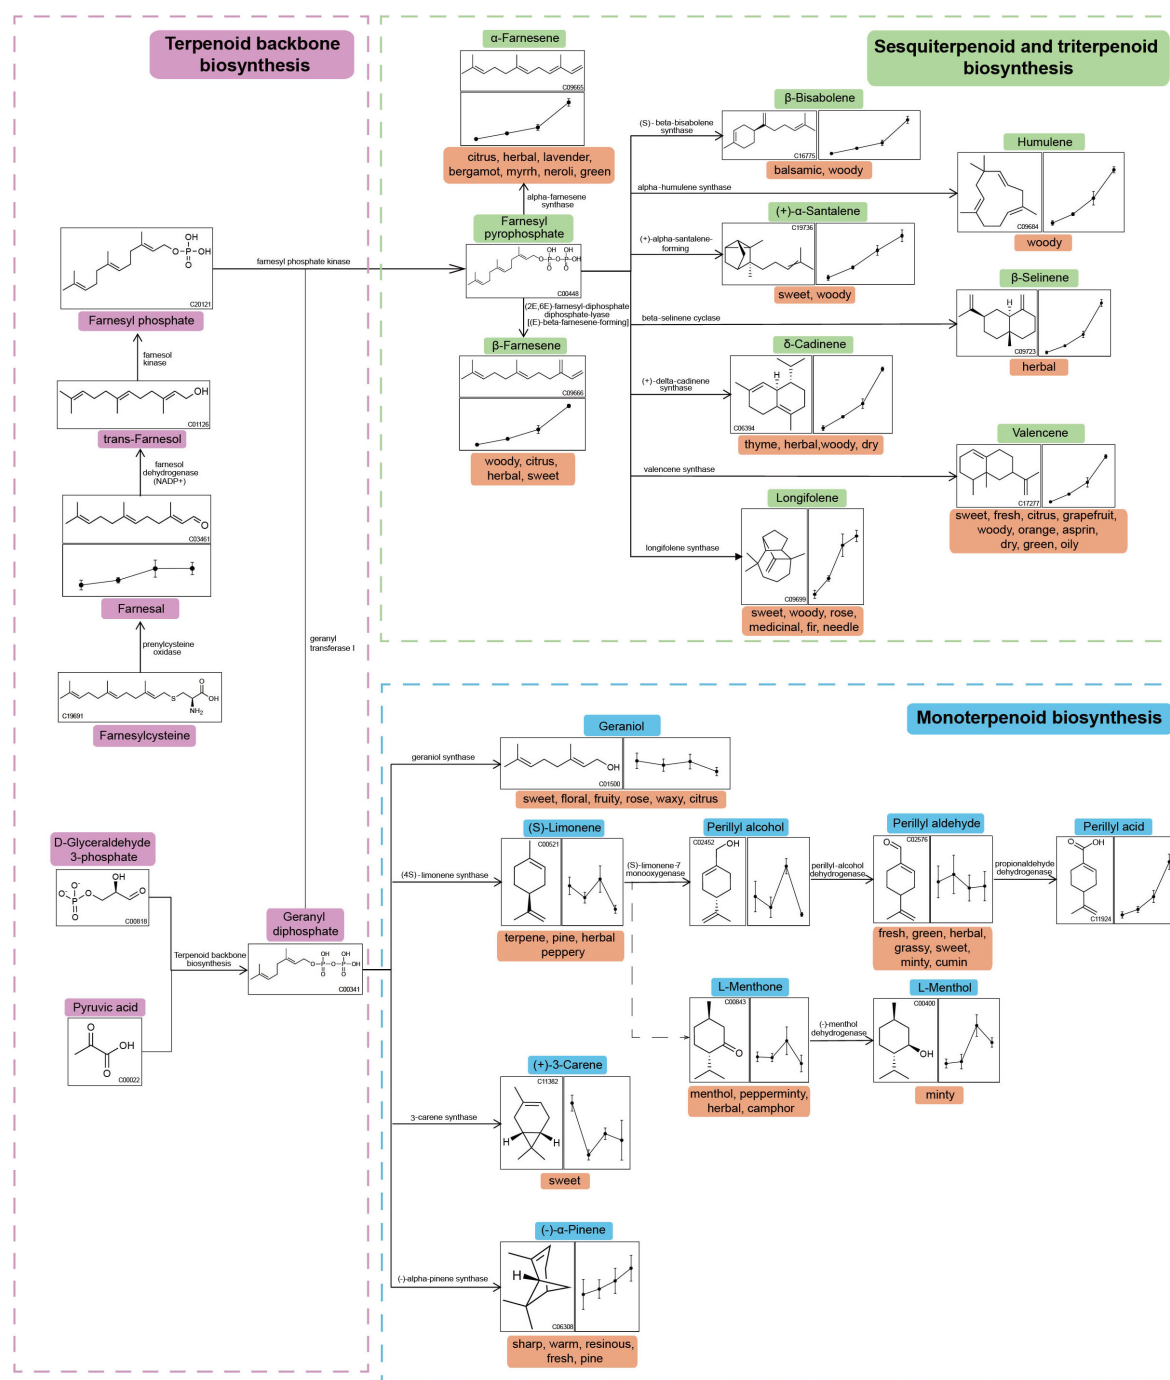 Terpenoid backbone
biosynthesis
C20121
Farnesyl phosphate
farnesol
kinase
C01126
trans-Farnesol
farnesol
dehydrogenase
(NADP+)
C03461
Farnesal
prenylcysteine
oxidase
C19691
Farnesylcysteine
D-Glyceraldehyde
3-phosphate
C00818
Pyruvic acid
C00022
Terpenoid backbone
biosynthesis
Geranyl
diphosphate
C00341
geranyl
transferase I
farnesyl phosphate kinase
Sesquiterpenoid and triterpenoid
biosynthesis
α-Farnesene
C09665
citrus, herbal, lavender,
bergamot, myrrh, neroli, green
alpha-farnesene
synthase
Farnesyl
pyrophosphate
C00448
(2E,6E)-farnesyl-diphosphate
diphosphate-lyase
[(E)-beta-farnesene-forming]
β-Farnesene
C09666
woody, citrus,
herbal, sweet
(S)- beta-bisabolene
synthase
β-Bisabolene
C16775
balsamic, woody
alpha-humulene synthase
Humulene
C09684
woody
(+)-alpha-santalene-
forming
(+)-α-Santalene
C19736
sweet, woody
beta-selinene cyclase
β-Selinene
C09723
herbal
(+)-delta-cadinene
synthase
δ-Cadinene
C06394
thyme, herbal,woody, dry
valencene synthase
Valencene
C17277
sweet, fresh, citrus, grapefruit,
woody, orange, asprin,
dry, green, oily
longifolene synthase
Longifolene
C09699
sweet, woody, rose,
medicinal, fir, needle
Monoterpenoid biosynthesis
geraniol synthase
Geraniol
C01500
sweet, floral, fruity, rose, waxy, citrus
(4S)-limonene synthase
(S)-Limonene
C00521
terpene, pine, herbal
peppery
(S)-limonene-7
monooxygenase
Perillyl alcohol
C02452
perillyl-alcohol
dehydrogenase
Perillyl aldehyde
C02576
fresh, green, herbal,
grassy, sweet,
minty, cumin
propionaldehyde
dehydrogenase
Perillyl acid
C11924
L-Menthone
C00843
menthol, pepperminty,
herbal, camphor
(-)-menthol
dehydrogenase
L-Menthol
C00400
minty
3-carene synthase
(+)-3-Carene
C11382
sweet
(-)-alpha-pinene synthase
(-)-α-Pinene
C06308
sharp, warm, resinous,
fresh, pine